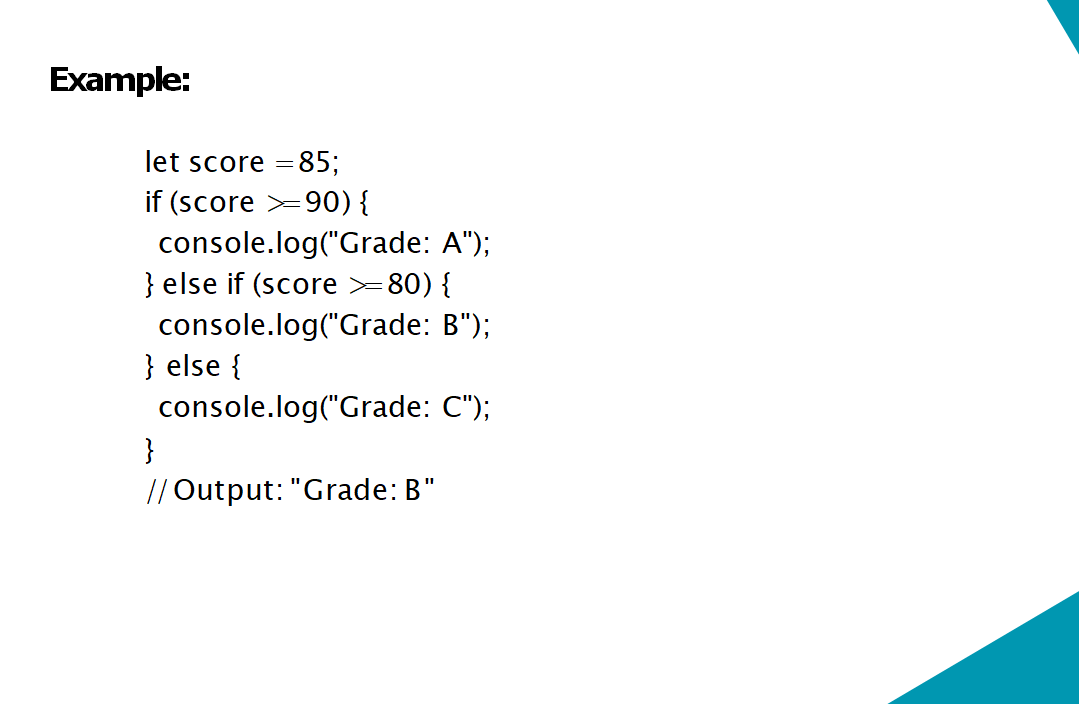 Example:
let score = 85;
if (score >= 90) {
  console.log("Grade: A");
} else if (score >= 80) {
  console.log("Grade: B");
} else {
  console.log("Grade: C");
}
// Output: "Grade: B"